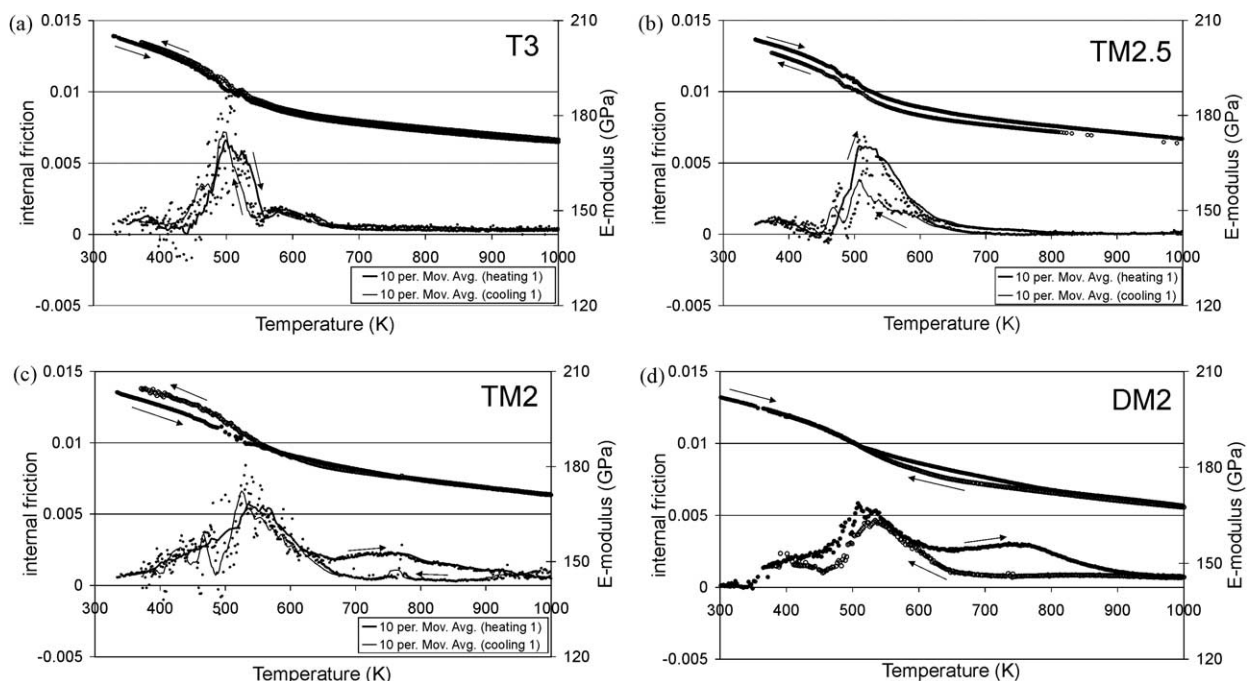 (a)
T3
0.015
0.01
0.005
0
-0.005
internal friction
210
180
150
120
E-modulus (GPa)
300 400 500 600 700 800 900 1000
10 per. Mov. Avg. (heating 1)
10 per. Mov. Avg. (cooling 1)
Temperature (K)
(b)
TM2.5
0.015
0.01
0.005
0
-0.005
internal friction
210
180
150
120
E-modulus (GPa)
300 400 500 600 700 800 900 1000
10 per. Mov. Avg. (heating 1)
10 per. Mov. Avg. (cooling 1)
Temperature (K)
(c)
TM2
0.015
0.01
0.005
0
-0.005
internal friction
210
180
150
120
E-modulus (GPa)
300 400 500 600 700 800 900 1000
10 per. Mov. Avg. (heating 1)
10 per. Mov. Avg. (cooling 1)
Temperature (K)
(d)
DM2
0.015
0.01
0.005
0
-0.005
internal friction
210
180
150
120
E-modulus (GPa)
300 400 500 600 700 800 900 1000
Temperature (K)